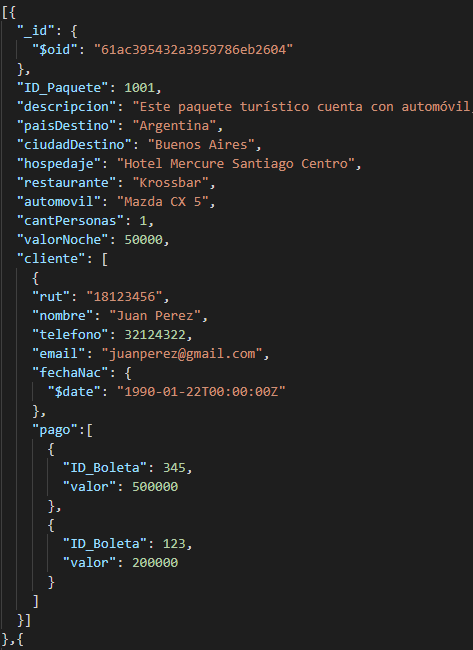 [{
"_id": {
"$oid": "61ac395432a3959786eb2604"
},
"ID_Paquete": 1001,
"descripcion": "Este paquete turístico cuenta con automóvil,
"paisDestino": "Argentina",
"ciudadDestino": "Buenos Aires",
"hospedaje": "Hotel Mercure Santiago Centro",
"restaurante": "Krossbar",
"automovil": "Mazda CX 5",
"cantPersonas": 1,
"valorNoche": 50000,
"cliente": [
{
"rut": "18123456",
"nombre": "Juan Perez",
"telefono": 32124322,
"email": "juanperez@gmail.com",
"fechaNac": {
"$date": "1990-01-22T00:00:00Z"
},
"pago":[
{
"ID_Boleta": 345,
"valor": 500000
},
{
"ID_Boleta": 123,
"valor": 200000
}
]
}]
},{